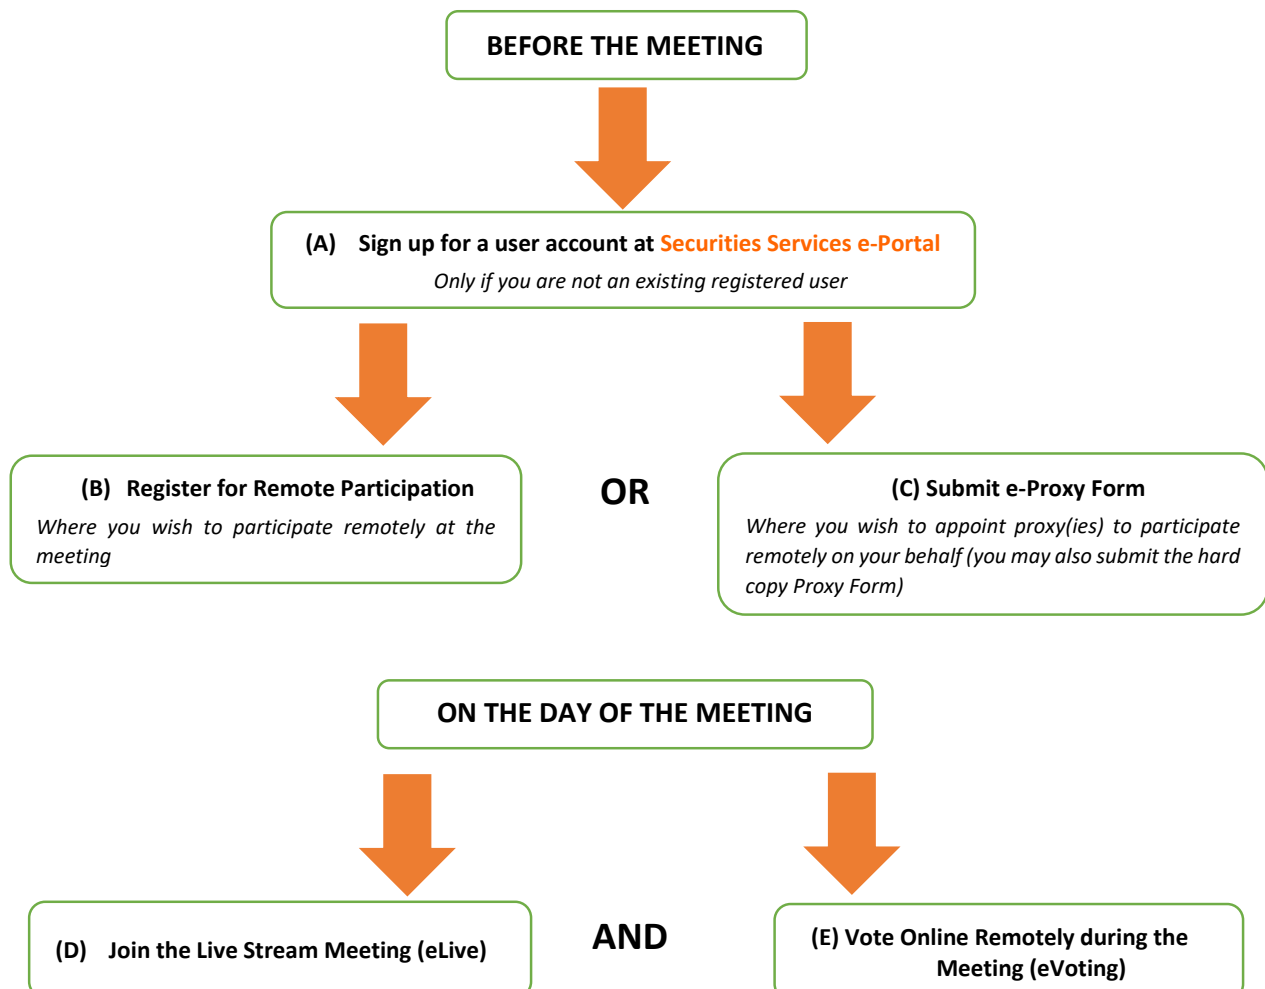 BEFORE THE MEETING
(A) Sign up for a user account at Securities Services e-Portal
Only if you are not an existing registered user
(B) Register for Remote Participation
Where you wish to participate remotely at the
meeting
OR
(C) Submit e-Proxy Form
Where you wish to appoint proxy(ies) to participate
remotely on your behalf (you may also submit the hard
copy Proxy Form)
ON THE DAY OF THE MEETING
(D) Join the Live Stream Meeting (eLive)
AND
(E) Vote Online Remotely during the
Meeting (eVoting)